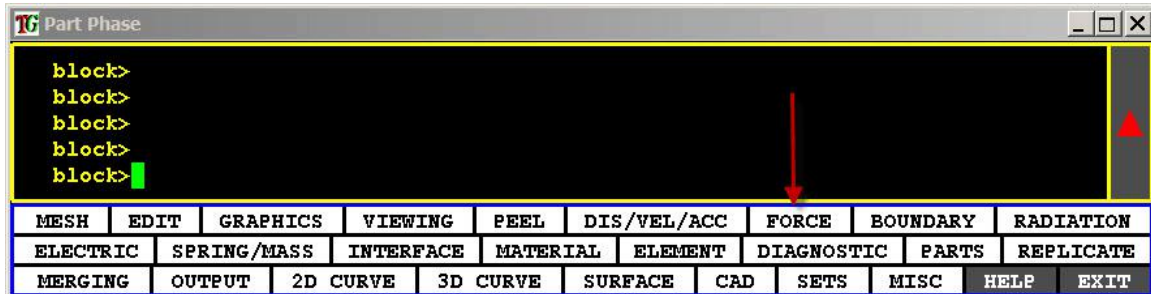 TG Part Phase
block>
block>
block>
block>
block>
MESH EDIT GRAPHICS VIEWING PEEL DIS/VEL/ACC FORCE BOUNDARY RADIATION
ELECTRIC SPRING/MASS INTERFACE MATERIAL ELEMENT DIAGNOSTIC PARTS REPLICATE
MERGING OUTPUT 2D CURVE 3D CURVE SURFACE CAD SETS MISC HELP EXIT